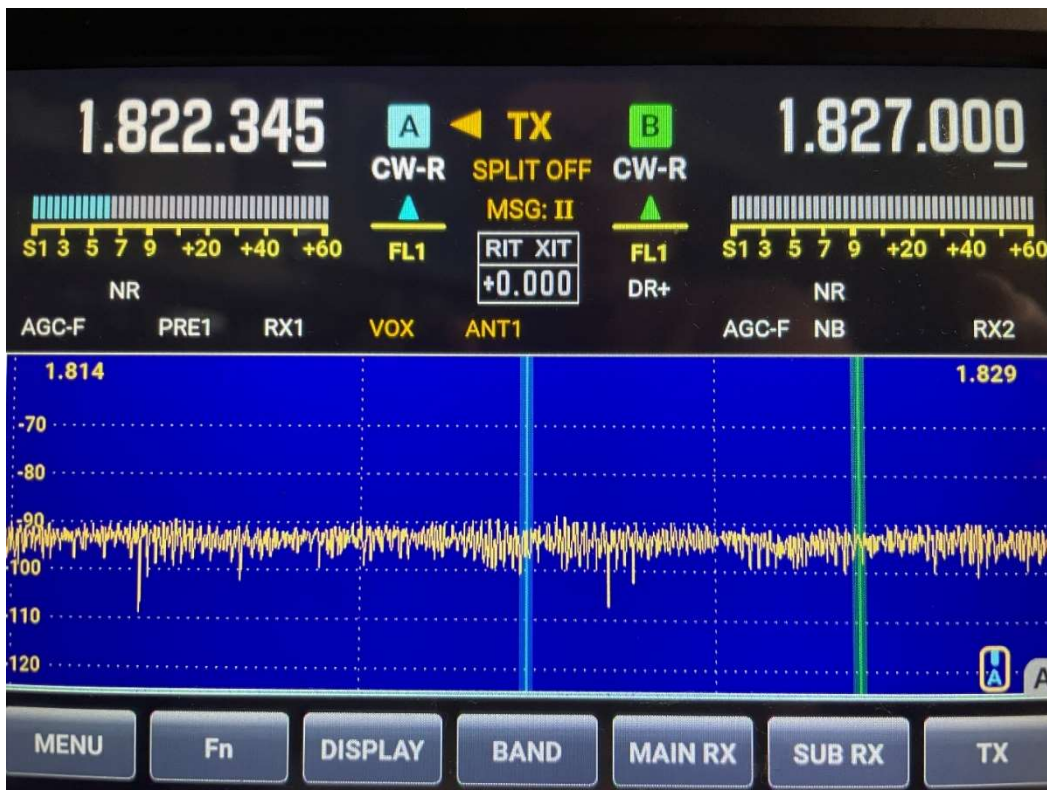 1.822.345 A TX B 1.827.000
CW-R SPLIT OFF CW-R
MSG: II
S1 3 5 7 9 +20 +40 +60 FL1 RIT XIT FL1 S1 3 5 7 9 +20 +40 +60
+0.000
NR DR+ NR
AGC-F PRE1 RX1 VOX ANT1 AGC-F NB RX2
1.814 1.829
-70
-80
-90
-100
-110
-120
A A
MENU Fn DISPLAY BAND MAIN RX SUB RX TX